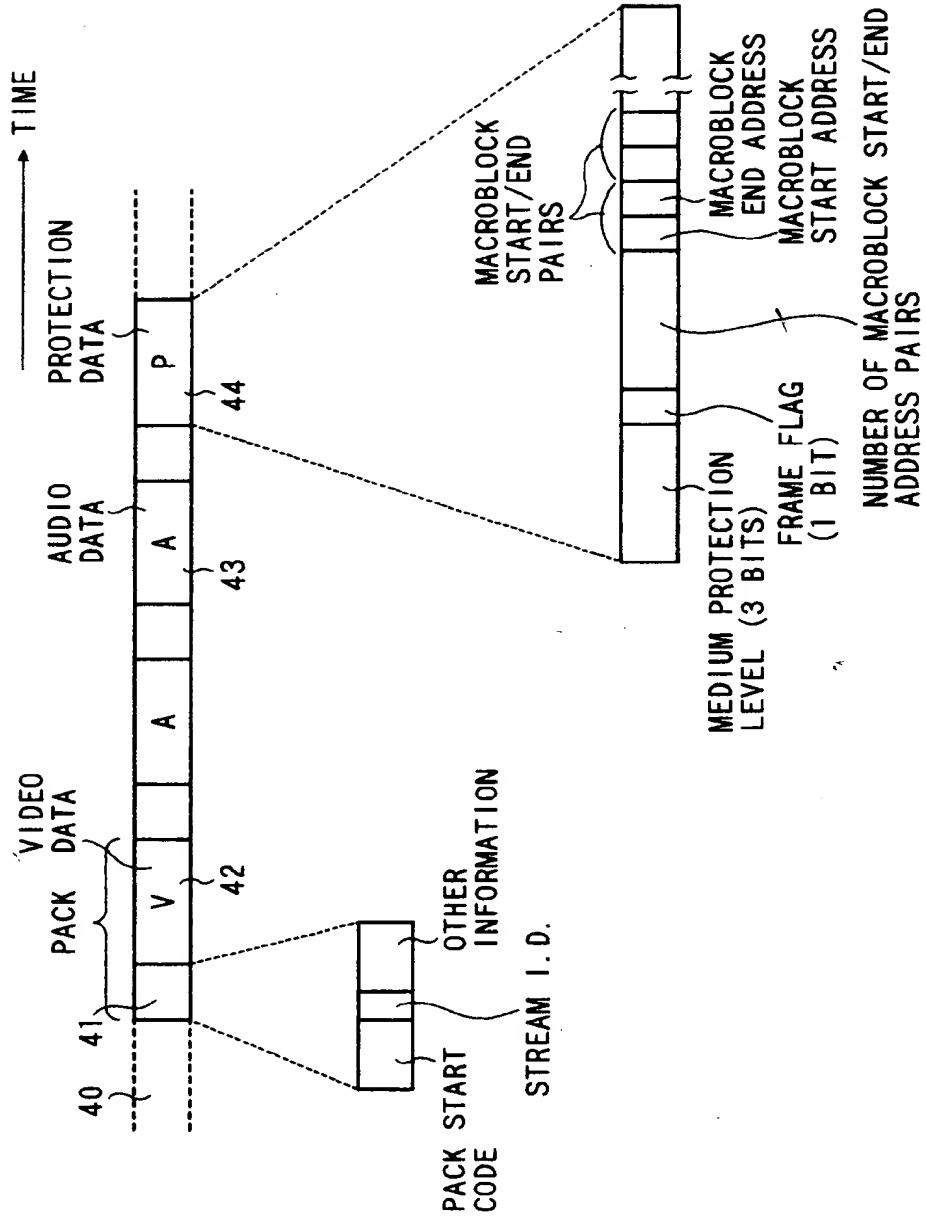 TIME
PROTECTION
DATA
AUDIO
DATA
VIDEO
DATA
PACK
40
41
V
42
A
A
43
P
44
PACK START
CODE
STREAM I.D.
OTHER
INFORMATION
MACROBLOCK
START/END
PAIRS
MEDIUM PROTECTION
LEVEL (3 BITS)
FRAME FLAG
(1 BIT)
NUMBER OF MACROBLOCK START/END
ADDRESS PAIRS
MACROBLOCK
START ADDRESS
MACROBLOCK
END ADDRESS